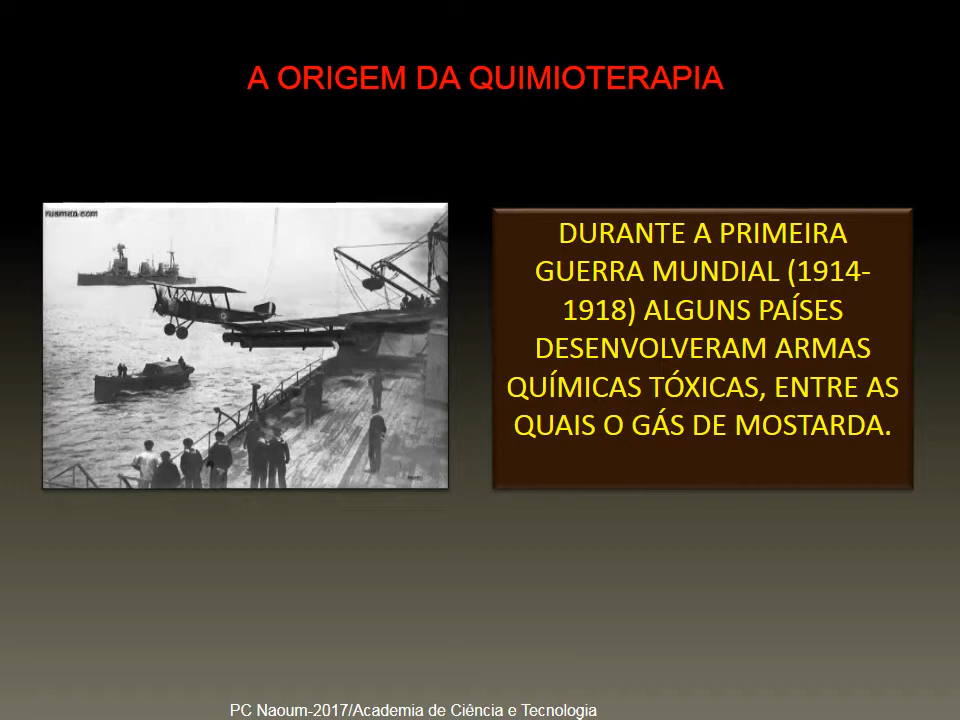 A ORIGEM DA QUIMIOTERAPIA
DURANTE A PRIMEIRA
GUERRA MUNDIAL (1914-
1918) ALGUNS PAÍSES
DESENVOLVERAM ARMAS
QUÍMICAS TÓXICAS, ENTRE AS
QUAIS O GÁS DE MOSTARDA.
PC Naoum-2017/Academia de Ciência e Tecnologia